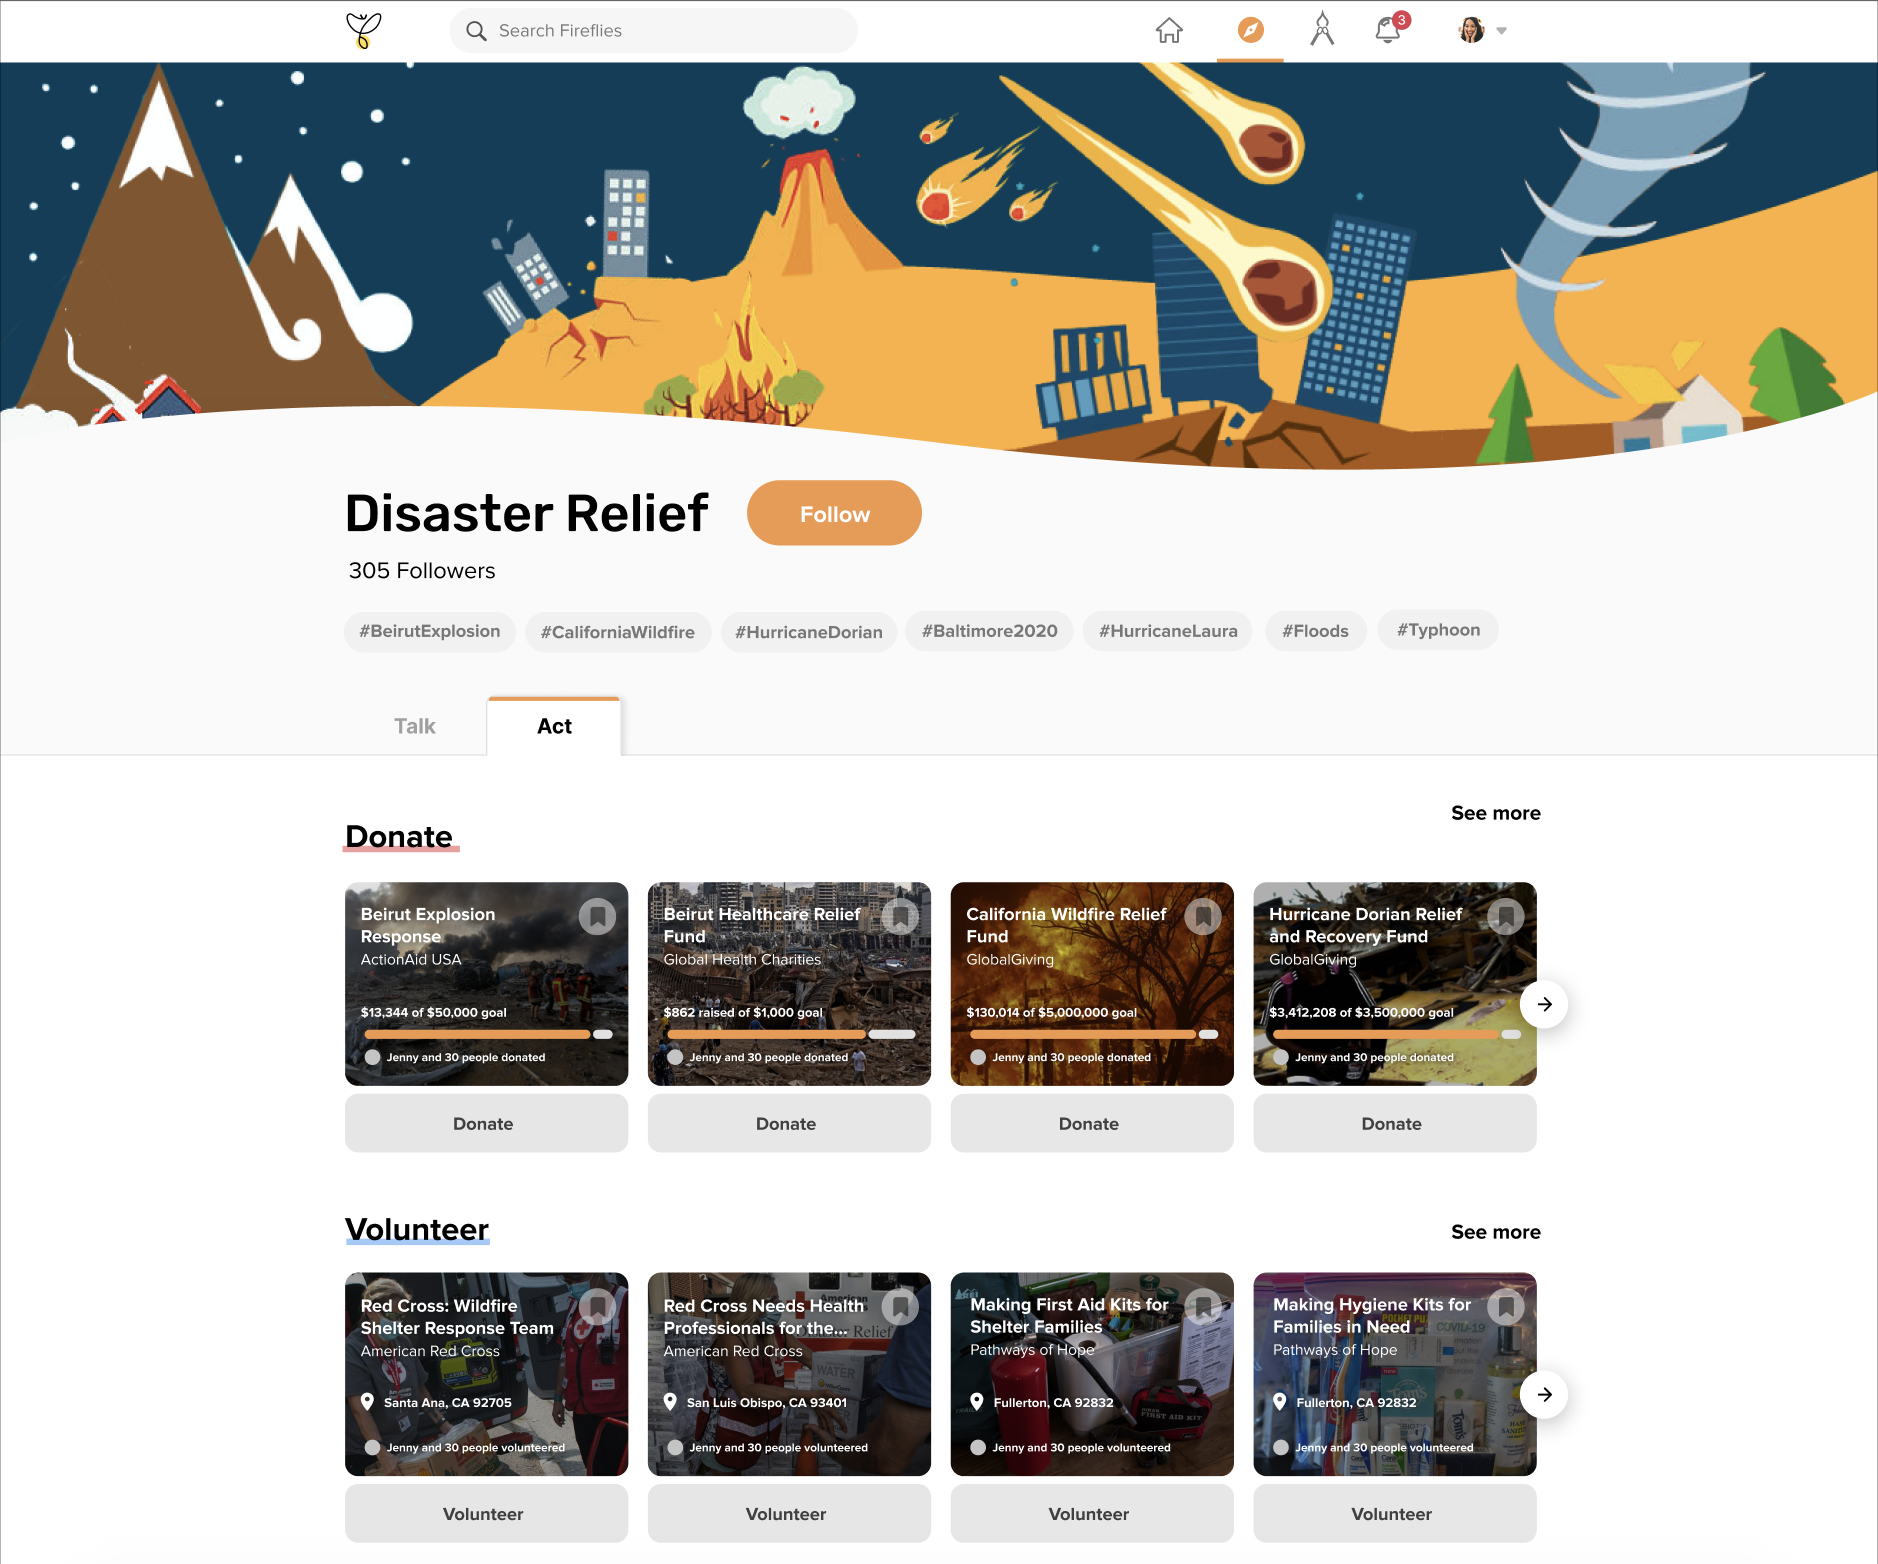 Search Fireflies
3
Disaster Relief
Follow
305 Followers
#BeirutExplosion
#CaliforniaWildfire
#HurricaneDorian
#Baltimore2020
#HurricaneLaura
#Floods
#Typhoon
Talk
Act
See more
Donate
Beirut Explosion
Response
ActionAid USA
$13,344 of $50,000 goal
Jenny and 30 people donated
Donate
Beirut Healthcare Relief
Fund
Global Health Charities
$862 raised of $1,000 goal
Jenny and 30 people donated
Donate
California Wildfire Relief
Fund
GlobalGiving
$130,014 of $5,000,000 goal
Jenny and 30 people donated
Donate
Hurricane Dorian Relief
and Recovery Fund
GlobalGiving
$3,412,208 of $3,500,000 goal
Jenny and 30 people donated
Donate
Volunteer
See more
Red Cross: Wildfire
Shelter Response Team
American Red Cross
Santa Ana, CA 92705
Jenny and 30 people volunteered
Volunteer
Red Cross Needs Health
Professionals for the...
American Red Cross
San Luis Obispo, CA 93401
Jenny and 30 people volunteered
American
Relief
WATER
Volunteer
Making First Aid Kits for
Shelter Families
Pathways of Hope
Fullerton, CA 92832
Jenny and 30 people volunteered
FIRST AID KIT
Volunteer
Making Hygiene Kits for
Families in Need
Pathways of Hope
Fullerton, CA 92832
Jenny and 30 people volunteered
COVID-19
Tom's
Volunteer